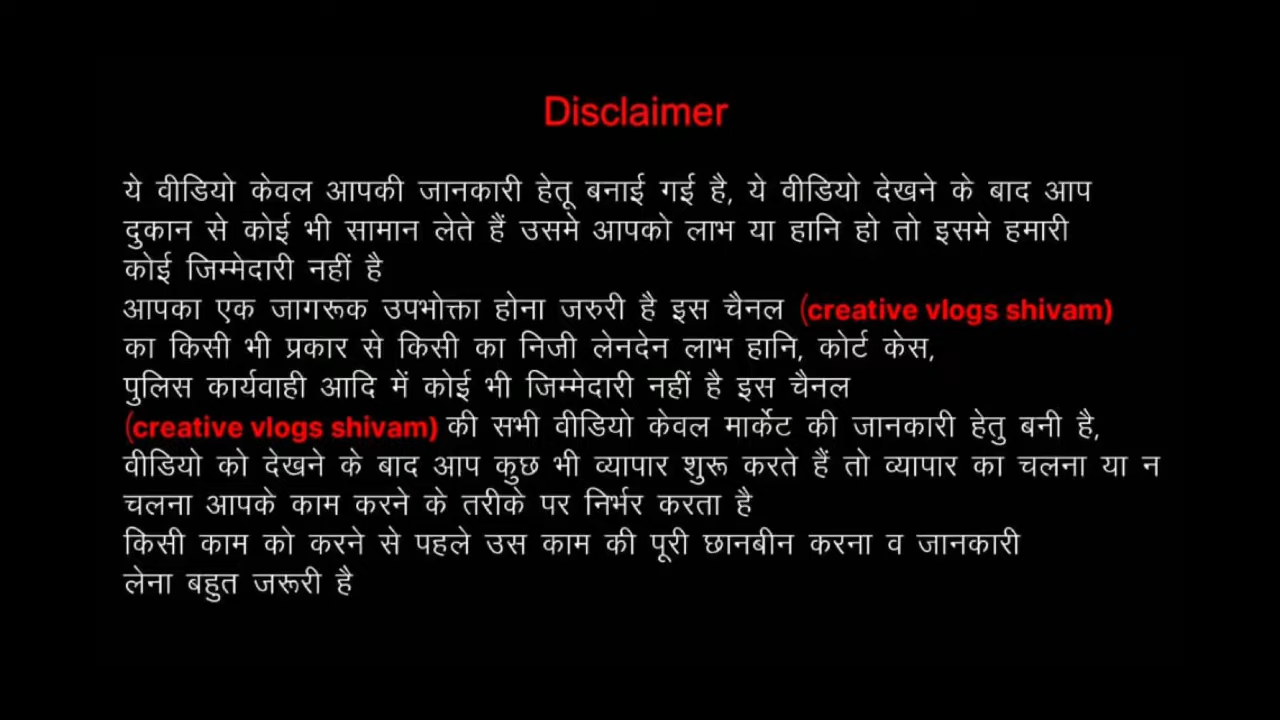 Disclaimer
ये वीडियो केवल आपकी जानकारी हेतू बनाई गई है, ये वीडियो देखने के बाद आप
दुकान से कोई भी सामान लेते हैं उसमे आपको लाभ या हानि हो तो इसमे हमारी
कोई जिम्मेदारी नहीं है
आपका एक जागरूक उपभोक्ता होना जरुरी है इस चैनल (creative vlogs shivam)
का किसी भी प्रकार से किसी का निजी लेनदेन लाभ हानि, कोर्ट केस,
पुलिस कार्यवाही आदि में कोई भी जिम्मेदारी नहीं है इस चैनल
(creative vlogs shivam) की सभी वीडियो केवल मार्केट की जानकारी हेतु बनी है,
वीडियो को देखने के बाद आप कुछ भी व्यापार शुरू करते हैं तो व्यापार का चलना या न
चलना आपके काम करने के तरीके पर निर्भर करता है
किसी काम को करने से पहले उस काम की पूरी छानबीन करना व जानकारी
लेना बहुत जरूरी है